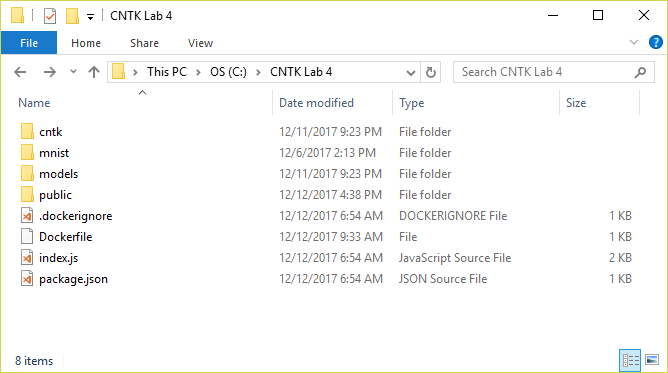 CNTK Lab 4
File Home Share View
This PC OS (C:) CNTK Lab 4 Search CNTK Lab 4
Name Date modified Type Size
cntk 12/11/2017 9:23 PM File folder
mnist 12/6/2017 2:13 PM File folder
models 12/11/2017 9:23 PM File folder
public 12/12/2017 4:38 PM File folder
.dockerignore 12/12/2017 6:54 AM DOCKERIGNORE File 1 KB
Dockerfile 12/12/2017 9:33 AM File 1 KB
index.js 12/12/2017 6:54 AM JavaScript Source File 2 KB
package.json 12/12/2017 6:54 AM JSON Source File 1 KB
8 items